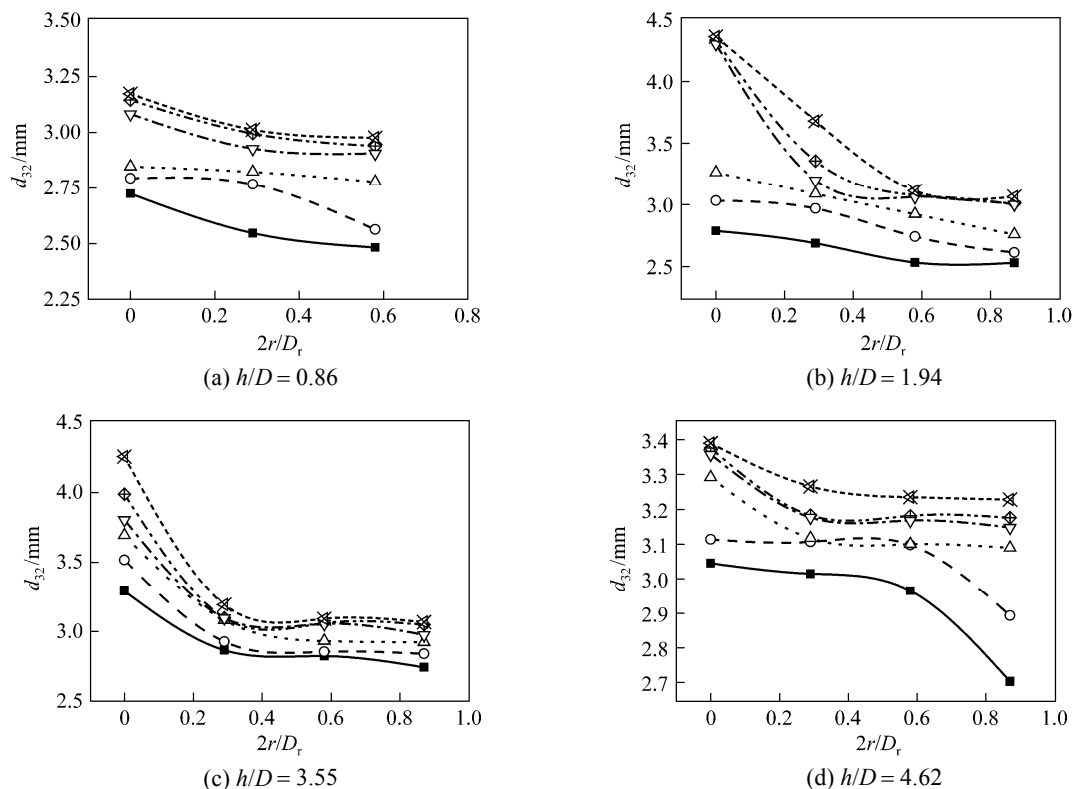 3.50
3.25
3.00
2.75
2.50
2.25
d32/mm
0 0.2 0.4 0.6 0.8
2r/Dr
(a) h/D = 0.86
4.5
4.0
3.5
3.0
2.5
d32/mm
0 0.2 0.4 0.6 0.8 1.0
2r/Dr
(b) h/D = 1.94
4.5
4.0
3.5
3.0
2.5
d32/mm
0 0.2 0.4 0.6 0.8 1.0
2r/Dr
(c) h/D = 3.55
3.4
3.3
3.2
3.1
3.0
2.9
2.8
2.7
d32/mm
0 0.2 0.4 0.6 0.8 1.0
2r/Dr
(d) h/D = 4.62